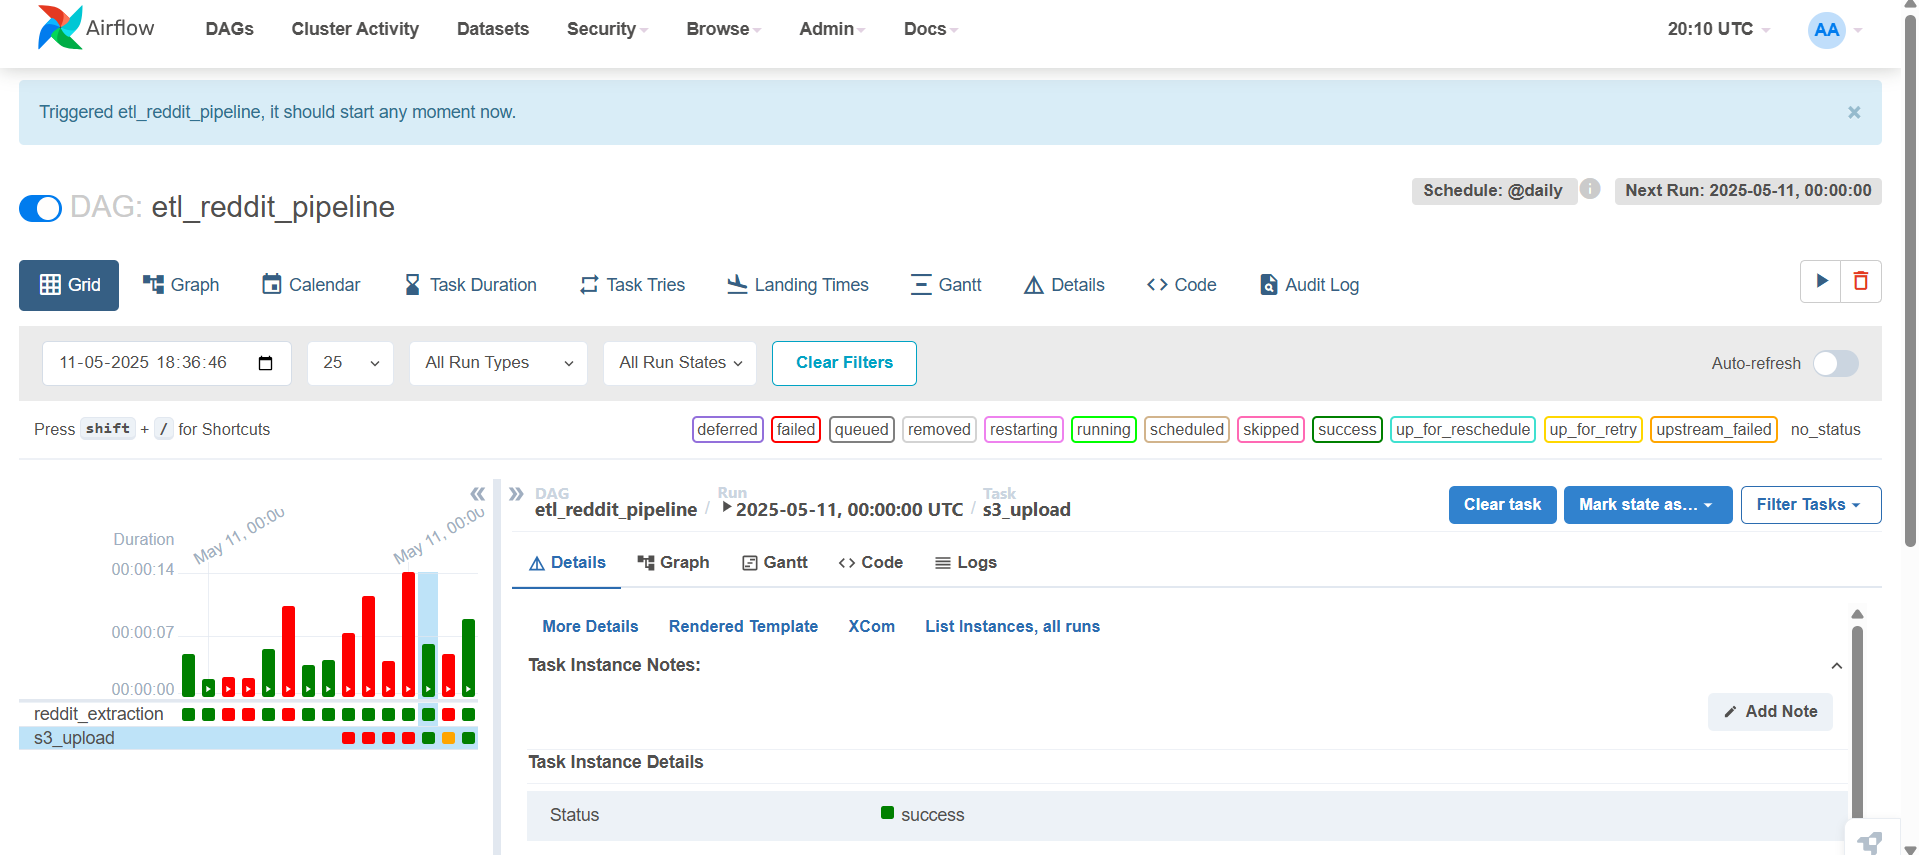 Airflow DAGs Cluster Activity Datasets Security Browse Admin Docs 20:10 UTC AA
Triggered etl_reddit_pipeline, it should start any moment now. ×
DAG: etl_reddit_pipeline Schedule: @daily i Next Run: 2025-05-11, 00:00:00
Grid Graph Calendar Task Duration Task Tries Landing Times Gantt Details Code Audit Log
11-05-2025 18:36:46 25 All Run Types All Run States Clear Filters Auto-refresh
Press shift + / for Shortcuts deferred failed queued removed restarting running scheduled skipped success up_for_reschedule up_for_retry upstream_failed no_status
DAG Run Task
etl_reddit_pipeline / 2025-05-11, 00:00:00 UTC / s3_upload Clear task Mark state as... Filter Tasks
May 11, 00:00 May 11, 00:00
Duration
00:00:14
00:00:07
00:00:00
reddit_extraction
s3_upload
Details Graph Gantt Code Logs
More Details Rendered Template XCom List Instances, all runs
Task Instance Notes:
Add Note
Task Instance Details
Status success